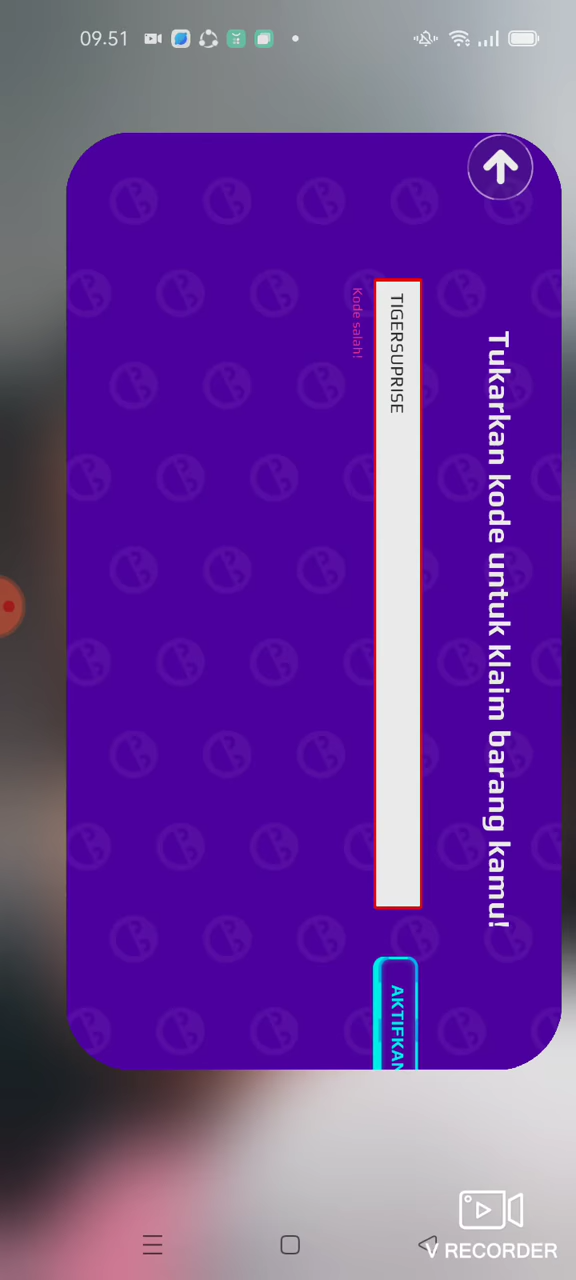 09.51
Tukarkan kode untuk klaim barang kamu!
TIGERSUPRISE
AKTIFKAN
Kode salah!
V RECORDER